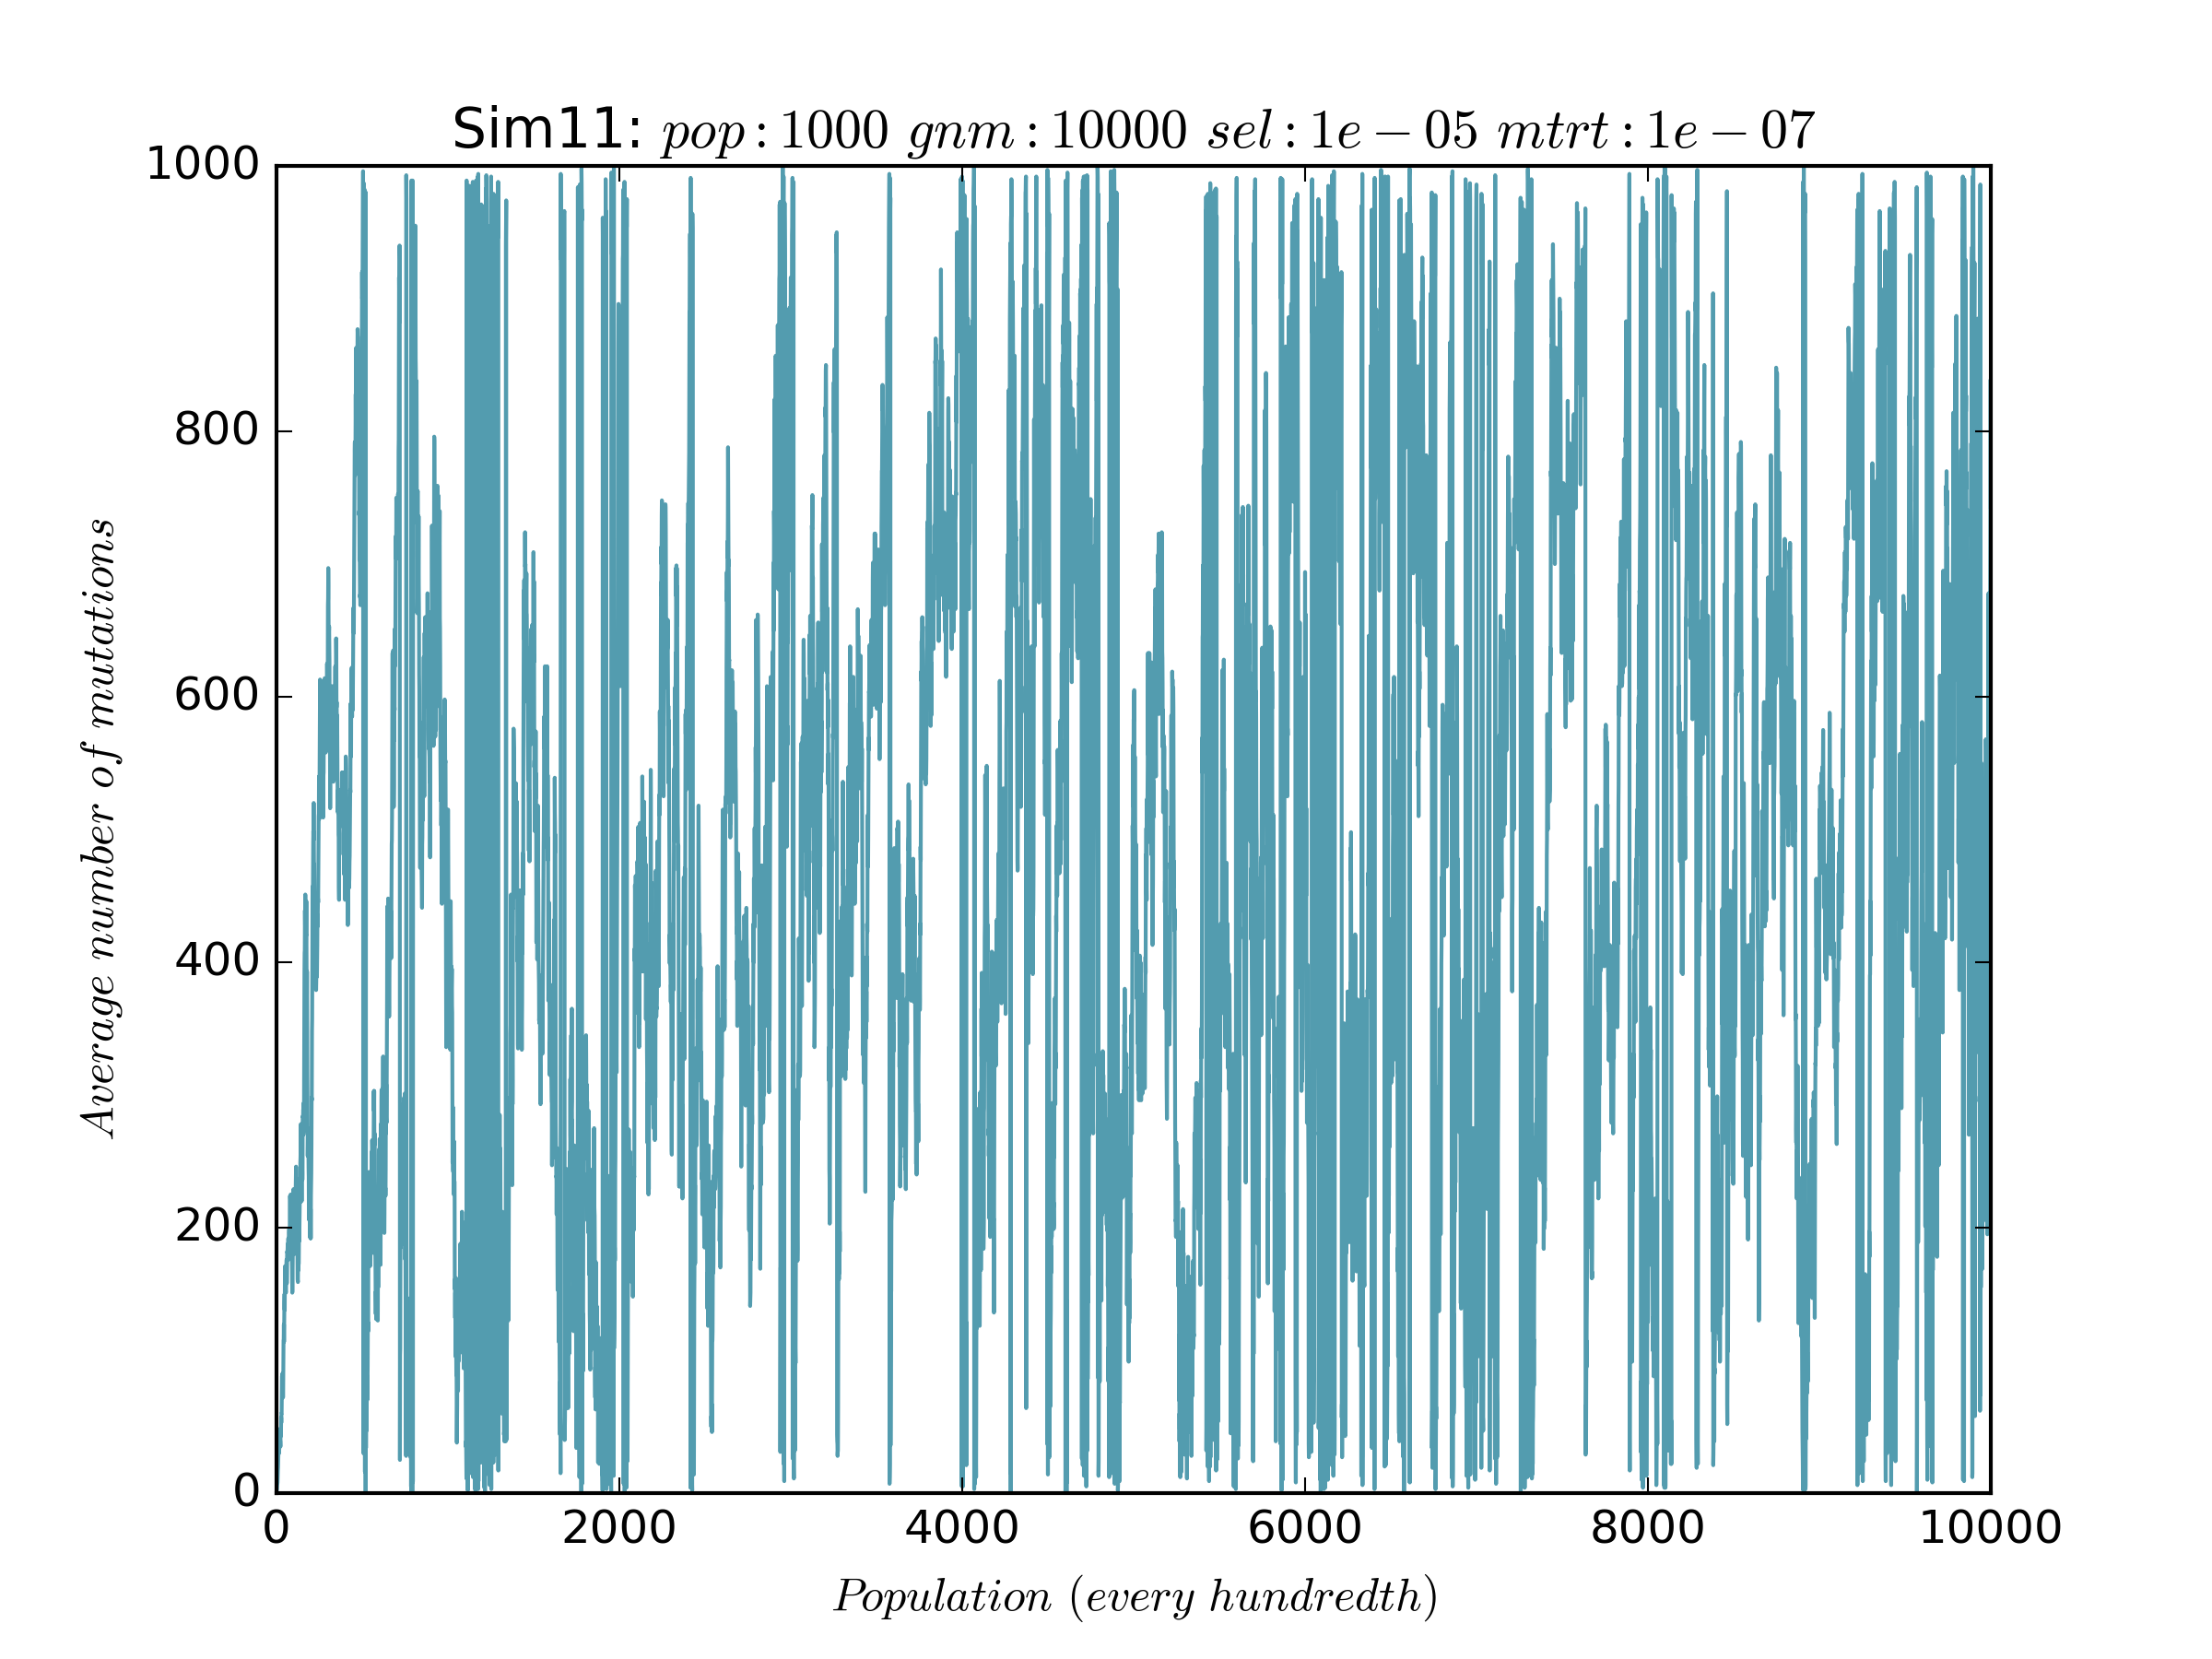 Sim11: pop : 1000 gnm : 10000 sel : 1e − 05 mtrt : 1e − 07
1000
800
600
400
200
0
Average number of mutations
0 2000 4000 6000 8000 10000
Population (every hundredth)